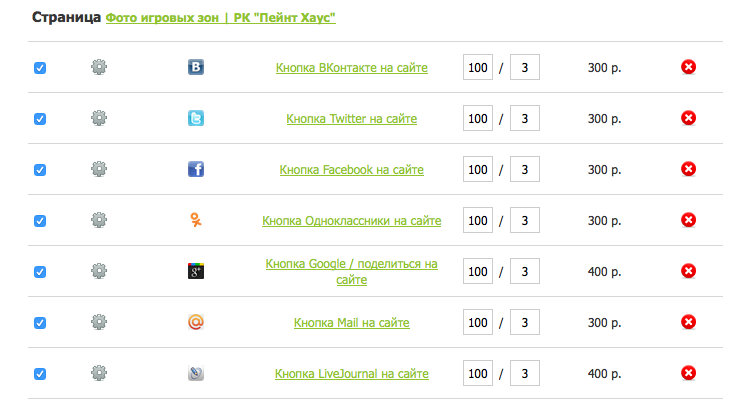 Страница Фото игровых зон | РК "Пейнт Хаус"
Кнопка ВКонтакте на сайте 100 / 3 300 р.
Кнопка Twitter на сайте 100 / 3 300 р.
Кнопка Facebook на сайте 100 / 3 300 р.
Кнопка Одноклассники на сайте 100 / 3 300 р.
Кнопка Google / поделиться на
сайте 100 / 3 400 р.
Кнопка Mail на сайте 100 / 3 300 р.
Кнопка LiveJournal на сайте 100 / 3 400 р.